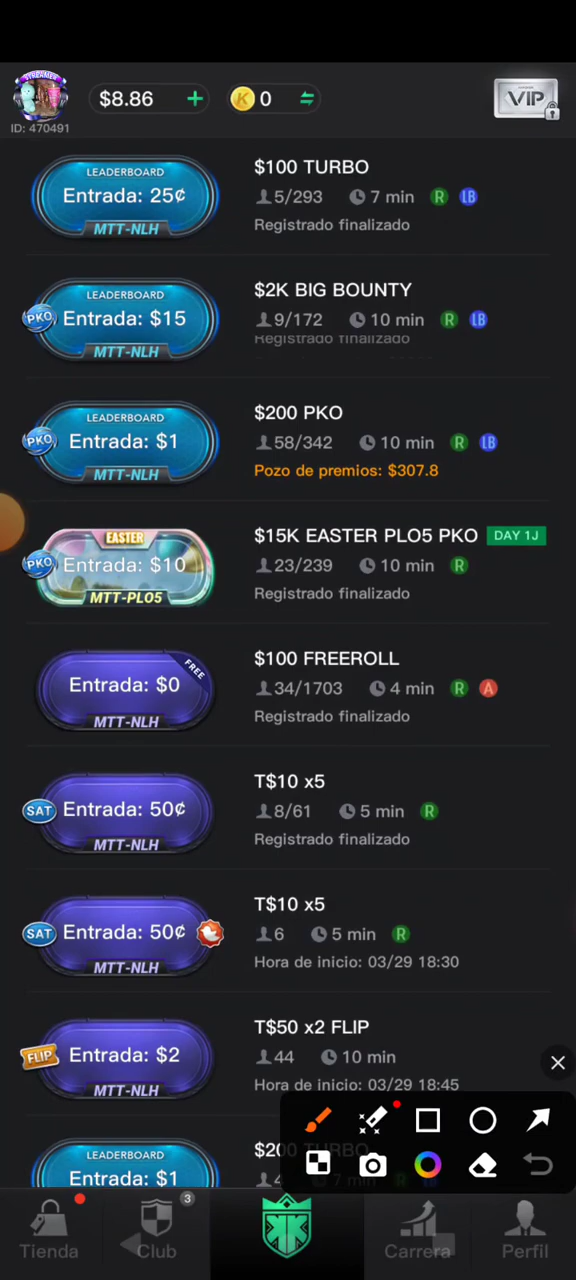 STREAMER
$8.86 +
K 0
VIP
ID: 470491
LEADERBOARD
Entrada: 25¢
MTT-NLH
$100 TURBO
5/293 7 min R LB
Registrado finalizado
LEADERBOARD
PKO Entrada: $15
MTT-NLH
$2K BIG BOUNTY
9/172 10 min R LB
Registrado finalizado
LEADERBOARD
PKO Entrada: $1
MTT-NLH
$200 PKO
58/342 10 min R LB
Pozo de premios: $307.8
EASTER
PKO Entrada: $10
MTT-PLO5
$15K EASTER PLO5 PKO DAY 1J
23/239 10 min R
Registrado finalizado
FREE
Entrada: $0
MTT-NLH
$100 FREEROLL
34/1703 4 min R A
Registrado finalizado
SAT Entrada: 50¢
MTT-NLH
T$10 x5
8/61 5 min R
Registrado finalizado
SAT Entrada: 50¢
MTT-NLH
T$10 x5
6 5 min R
Hora de inicio: 03/29 18:30
FLIP Entrada: $2
MTT-NLH
T$50 x2 FLIP
44 10 min
Hora de inicio: 03/29 18:45
LEADERBOARD
Entrada: $1
$200 TURBO
7 min
Tienda
3
Club
Carrera
Perfil